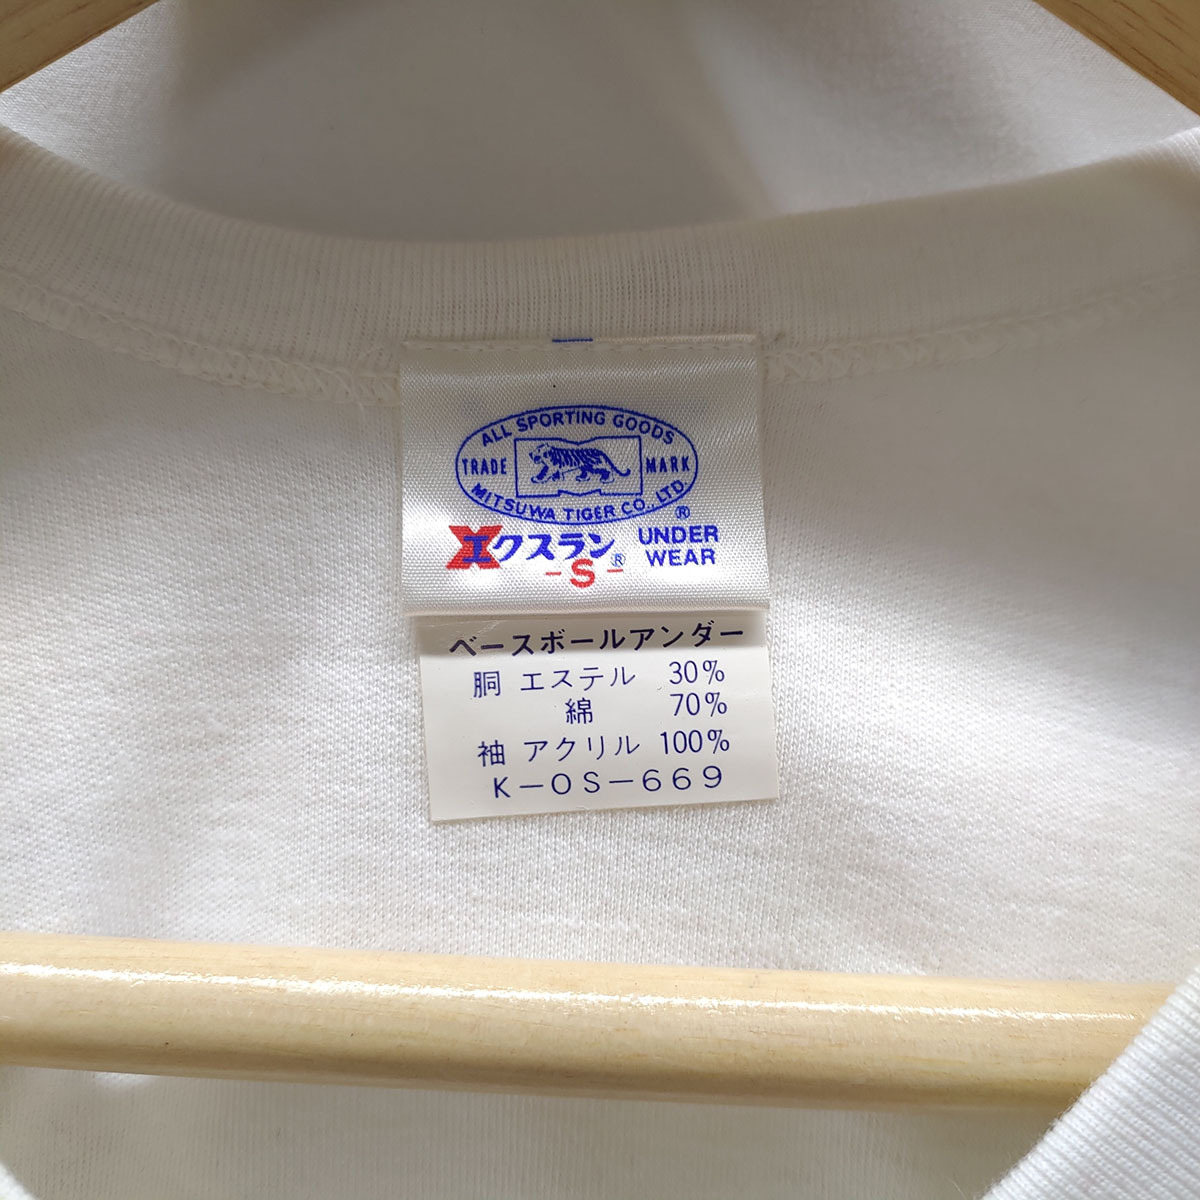 ALL SPORTING GOODS
TRADE MARK
MITSUWA TIGER CO., LTD.
®
エクスラン® UNDER WEAR
-S-
ベースボールアンダー
胴 エステル 30%
綿 70%
袖 アクリル 100%
K-OS-669